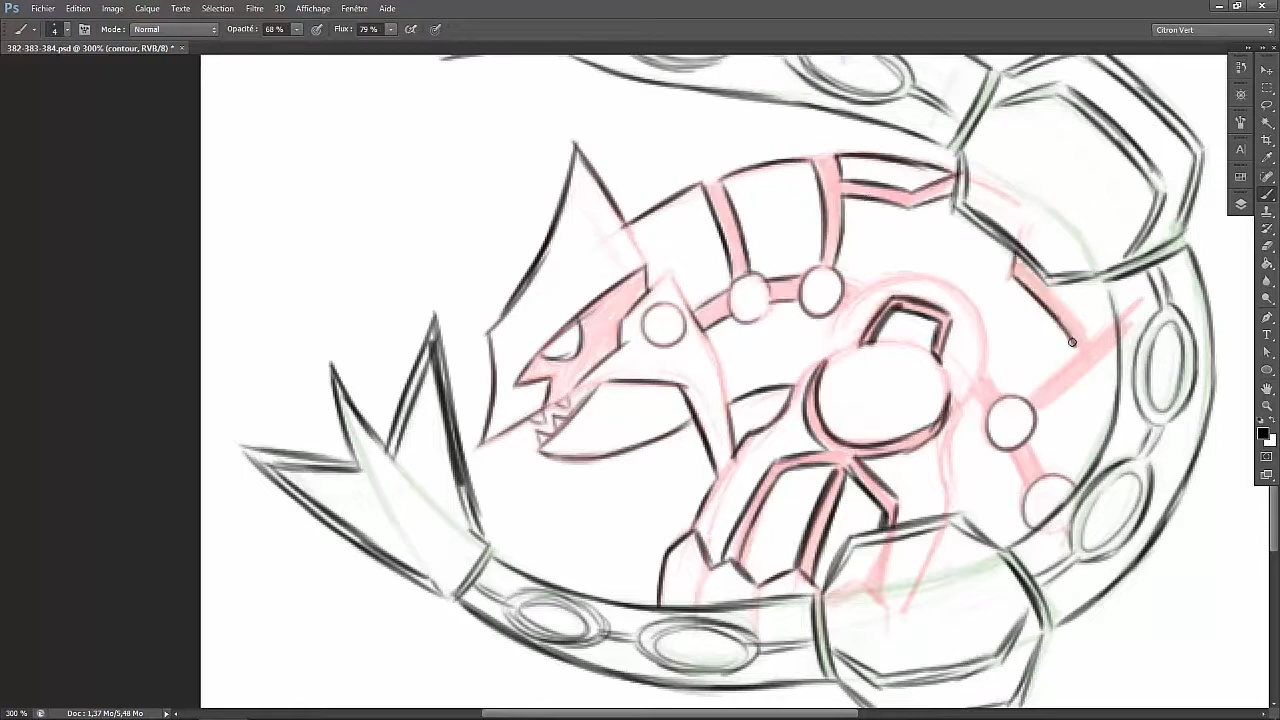 Ps Fichier Edition Image Calque Texte Sélection Filtre 3D Affichage Fenêtre Aide
4 Mode : Normal Opacité : 68 % Flux : 79 % Citron Vert
382-383-384.psd @ 300% (contour, RVB/8) * ×
300 % Doc : 1,37 Mo/5,48 Mo